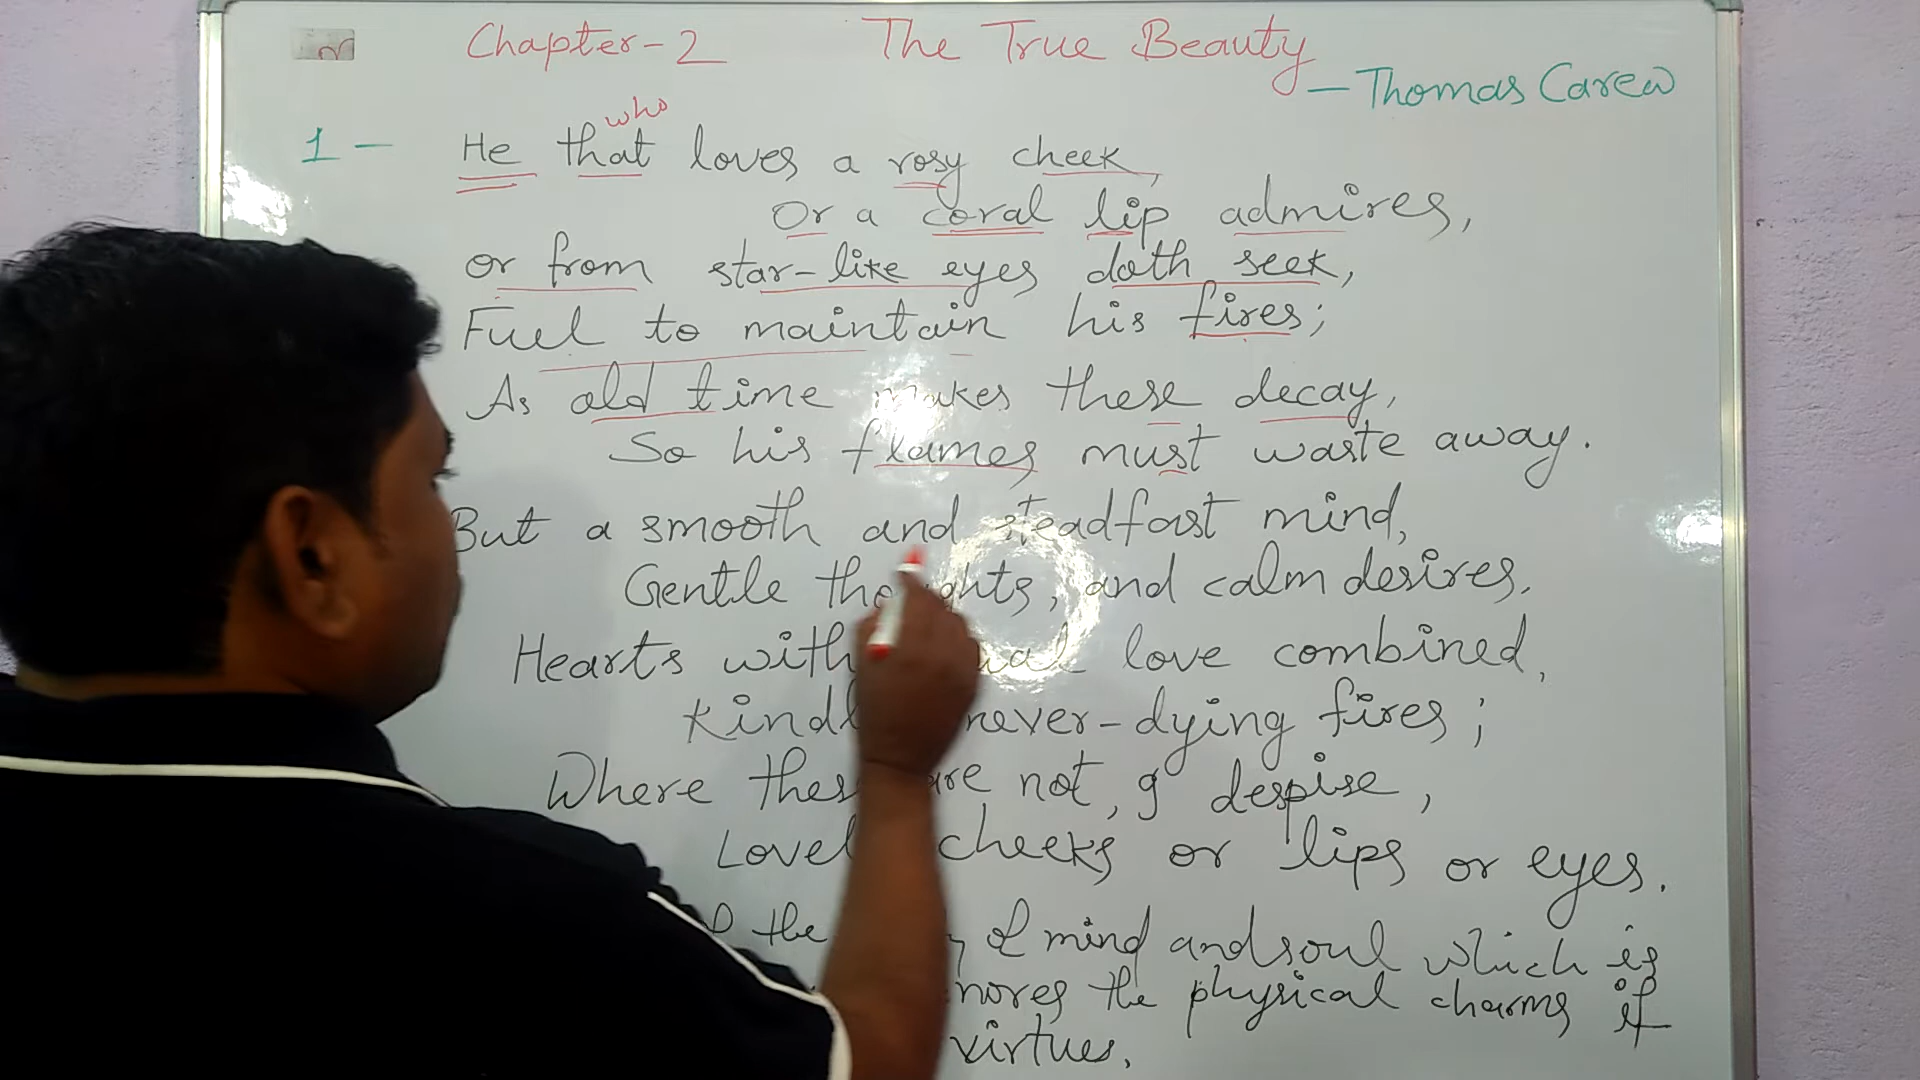 Chapter-2 The True Beauty
- Thomas Carew
who
1 - He that loves a rosy cheek,
Or a coral lip admires,
or from star-like eyes doth seek,
Fuel to maintain his fires;
As old time makes these decay,
So his flames must waste away.
But a smooth and steadfast mind,
Gentle thoughts, and calm desires.
Hearts with love combined,
never-dying fires;
Where these are not, I despise,
cheeks or lips or eyes.
the of mind and soul which is
the physical charms if
virtues.